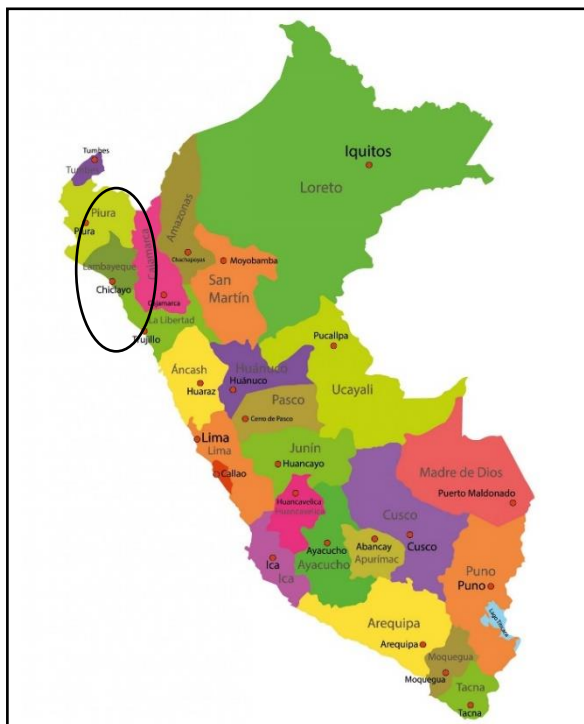 Tumbes
Tumbes
Piura
Piura
Lambayeque
Chiclayo
Cajamarca
Cajamarca
Amazonas
Chachapoyas
Iquitos
Loreto
Moyobamba
San
Martín
La Libertad
Trujillo
Áncash
Huaraz
Huánuco
Huánuco
Pucallpa
Ucayali
Pasco
Cerro de Pasco
Lima
Lima
Callao
Junín
Huancayo
Huancavelica
Huancavelica
Madre de Dios
Puerto Maldonado
Cusco
Cusco
Ayacucho
Ayacucho
Abancay
Apurímac
Ica
Ica
Puno
Puno
Lago Titicaca
Arequipa
Arequipa
Moquegua
Moquegua
Tacna
Tacna